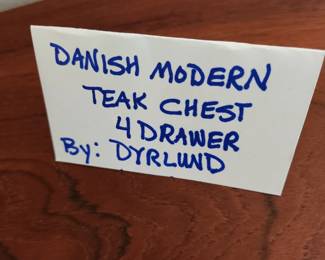 DANISH MODERN
TEAK CHEST
4 DRAWER
By: DYRLUND